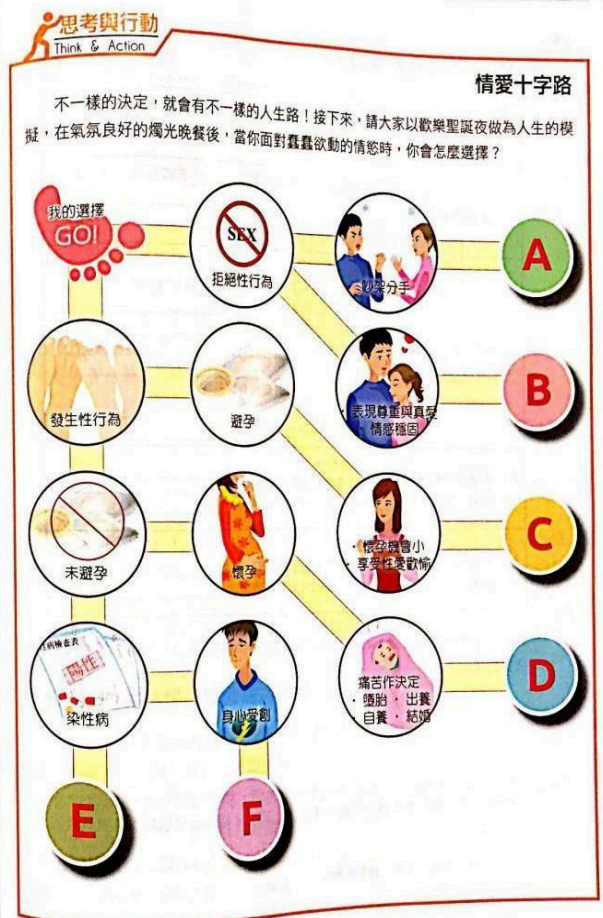 思考與行動
Think & Action
情愛十字路
不一樣的決定，就會有不一樣的人生路！接下來，請大家以歡樂聖誕夜做為人生的模
擬，在氣氛良好的燭光晚餐後，當你面對蠢蠢欲動的情慾時，你會怎麼選擇？
我的選擇
GO!
SEX
拒絕性行為
吵架分手
A
發生性行為
避孕
· 表現尊重與真愛
· 情感穩固
B
未避孕
懷孕
· 懷孕機會小
· 享受性愛歡愉
C
性病檢查表
陽性
染性病
身心受創
痛苦作決定
· 墮胎 · 出養
· 自養 · 結婚
D
E
F